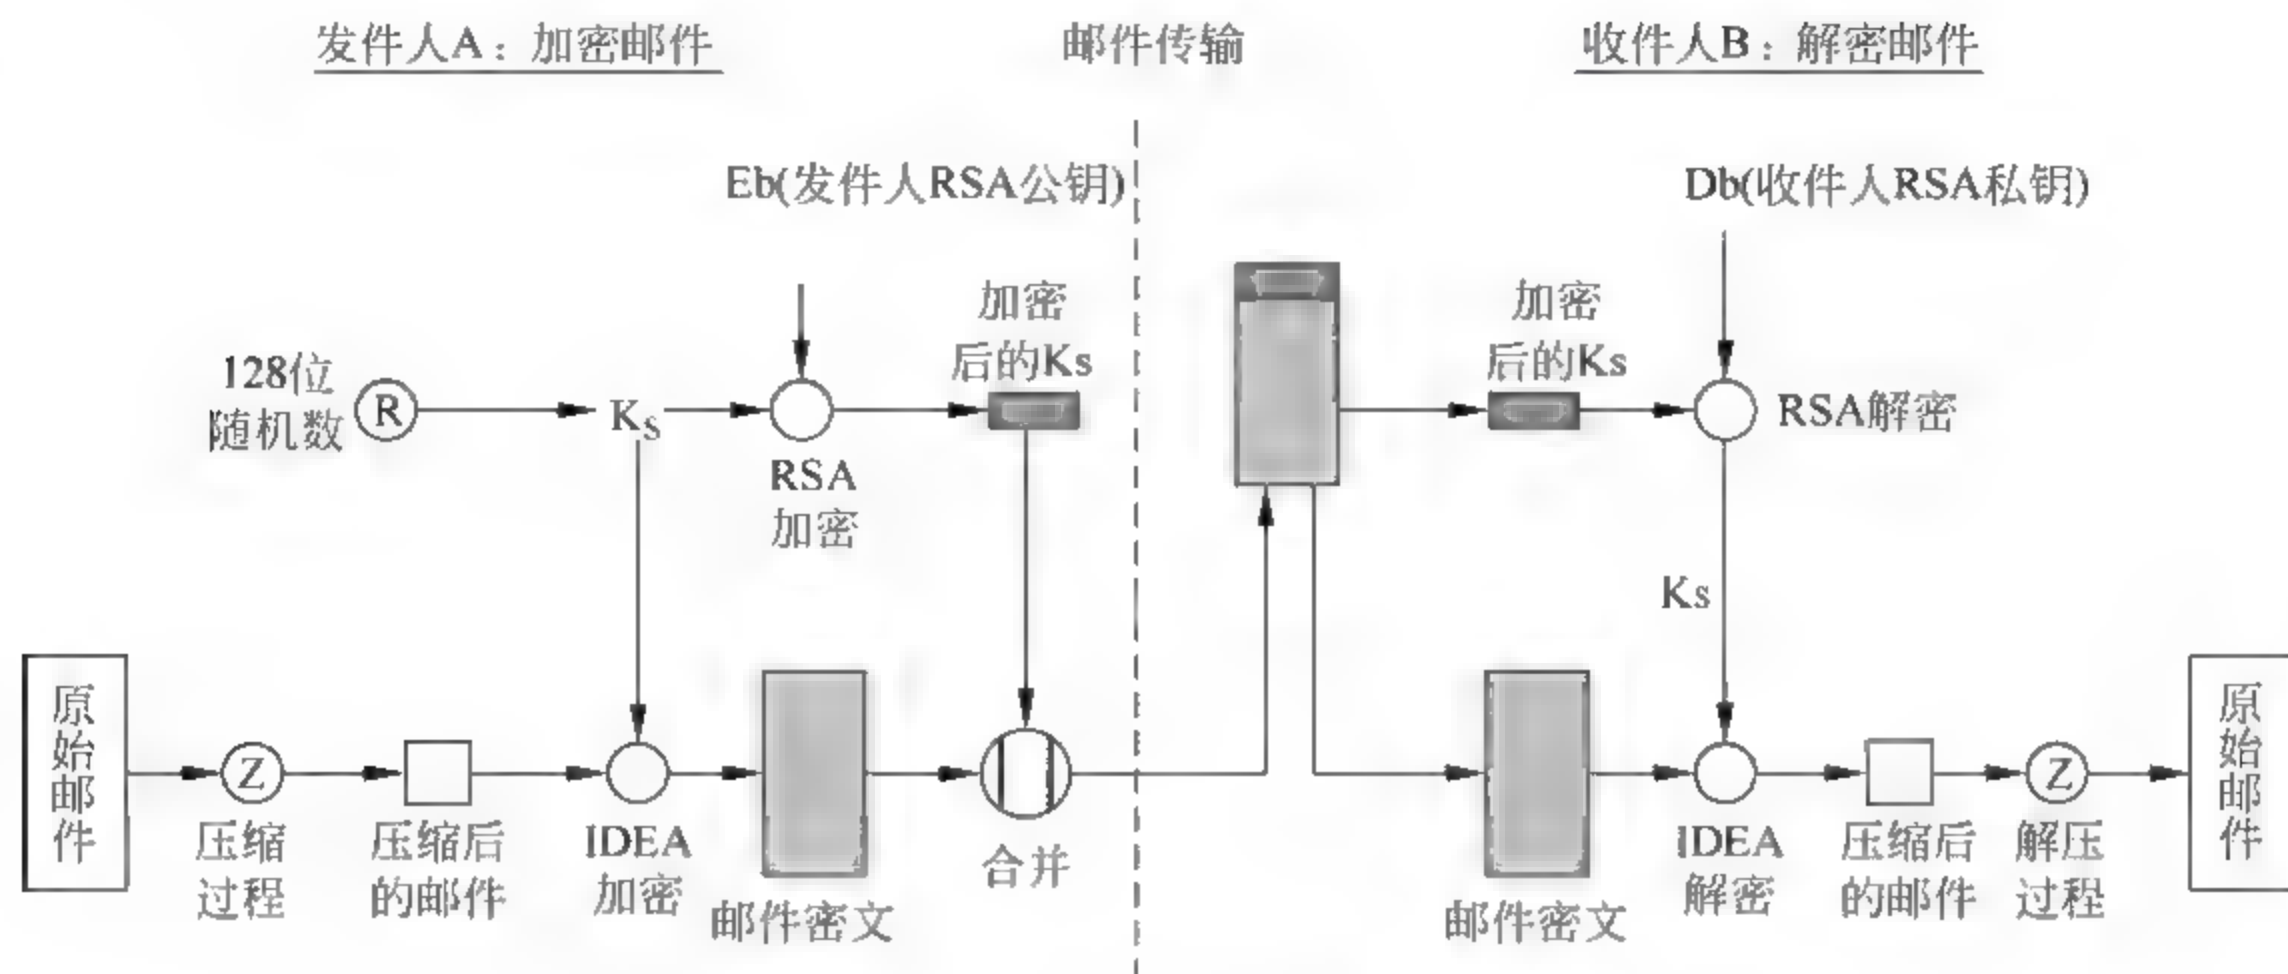 发件人A：加密邮件
邮件传输
收件人B：解密邮件
Eb(发件人RSA公钥)
Db(收件人RSA私钥)
加密
后的Ks
加密
后的Ks
128位
随机数
R
Ks
RSA
加密
RSA解密
Ks
原始邮件
Z
压缩
过程
压缩后
的邮件
IDEA
加密
邮件密文
合并
邮件密文
IDEA
解密
压缩后
的邮件
Z
解压
过程
原始邮件